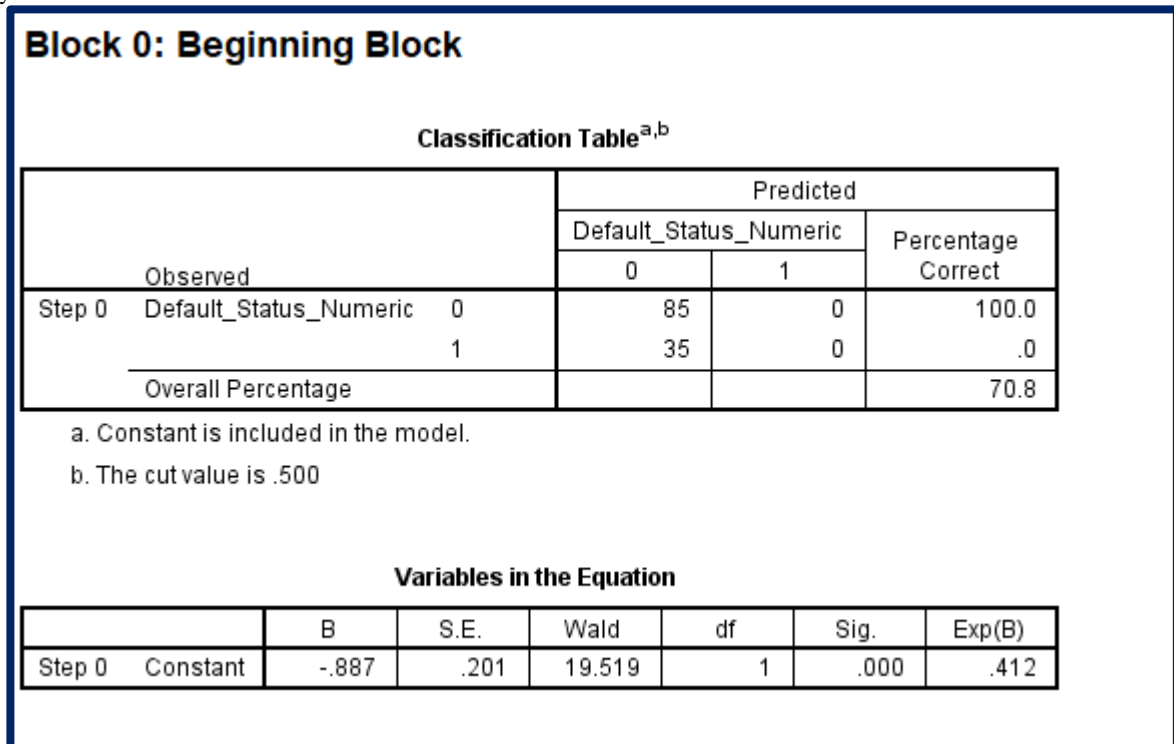 y
Block 0: Beginning Block
Classification Tablea,b
Predicted
Default_Status_Numeric Percentage Correct
Observed 0 1
Step 0 Default_Status_Numeric 0 85 0 100.0
1 35 0 .0
Overall Percentage 70.8
a. Constant is included in the model.
b. The cut value is .500
Variables in the Equation
B S.E. Wald df Sig. Exp(B)
Step 0 Constant -.887 .201 19.519 1 .000 .412